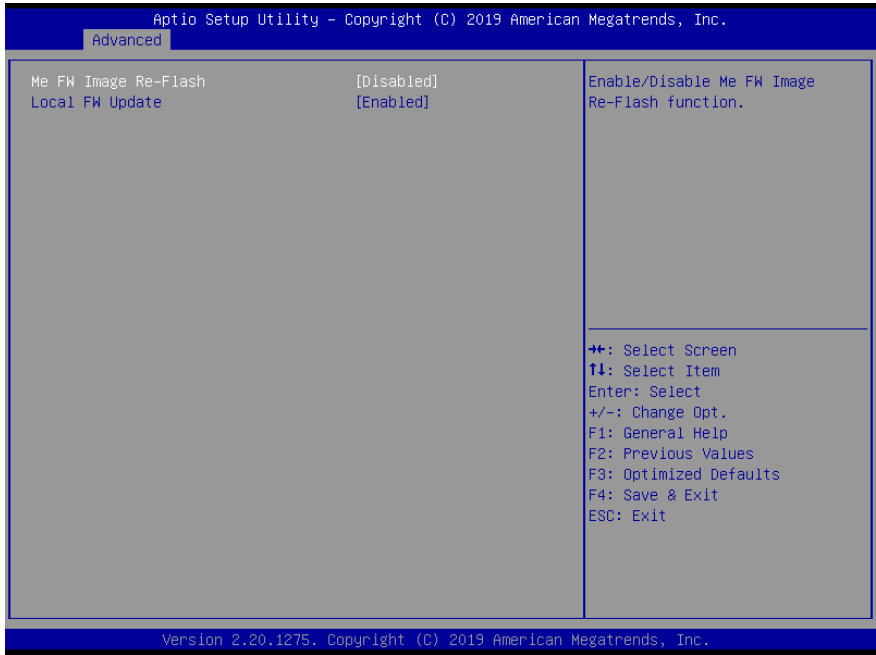 Aptio Setup Utility – Copyright (C) 2019 American Megatrends, Inc.
Advanced
Me FW Image Re-Flash [Disabled]
Local FW Update [Enabled]
Enable/Disable Me FW Image
Re-Flash function.
→←: Select Screen
↑↓: Select Item
Enter: Select
+/-: Change Opt.
F1: General Help
F2: Previous Values
F3: Optimized Defaults
F4: Save & Exit
ESC: Exit
Version 2.20.1275. Copyright (C) 2019 American Megatrends, Inc.